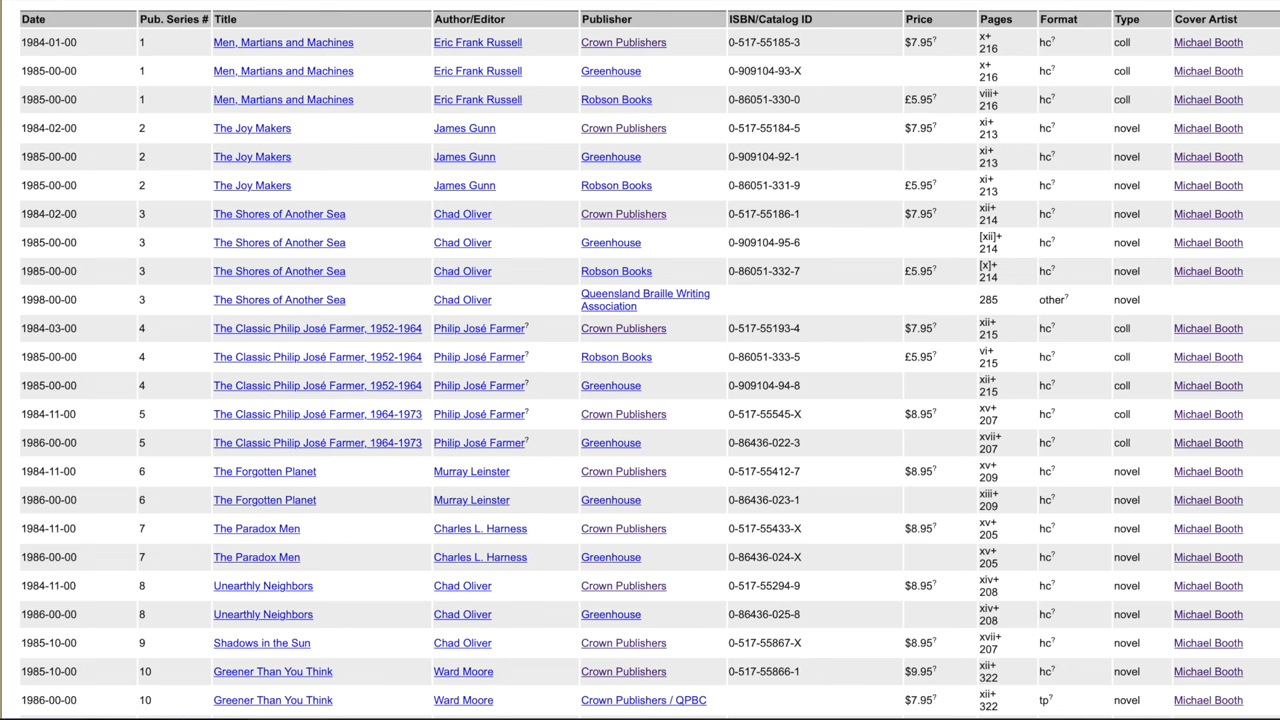 Date Pub. Series # Title Author/Editor Publisher ISBN/Catalog ID Price Pages Format Type Cover Artist
1984-01-00 1 Men, Martians and Machines Eric Frank Russell Crown Publishers 0-517-55185-3 $7.95? x+ 216 hc? coll Michael Booth
1985-00-00 1 Men, Martians and Machines Eric Frank Russell Greenhouse 0-909104-93-X x+ 216 hc? coll Michael Booth
1985-00-00 1 Men, Martians and Machines Eric Frank Russell Robson Books 0-86051-330-0 £5.95? viii+ 216 hc? coll Michael Booth
1984-02-00 2 The Joy Makers James Gunn Crown Publishers 0-517-55184-5 $7.95? xi+ 213 hc? novel Michael Booth
1985-00-00 2 The Joy Makers James Gunn Greenhouse 0-909104-92-1 xi+ 213 hc? novel Michael Booth
1985-00-00 2 The Joy Makers James Gunn Robson Books 0-86051-331-9 £5.95? xi+ 213 hc? novel Michael Booth
1984-02-00 3 The Shores of Another Sea Chad Oliver Crown Publishers 0-517-55186-1 $7.95? xii+ 214 hc? novel Michael Booth
1985-00-00 3 The Shores of Another Sea Chad Oliver Greenhouse 0-909104-95-6 [xii]+ 214 hc? novel Michael Booth
1985-00-00 3 The Shores of Another Sea Chad Oliver Robson Books 0-86051-332-7 £5.95? [x]+ 214 hc? novel Michael Booth
1998-00-00 3 The Shores of Another Sea Chad Oliver Queensland Braille Writing Association 285 other? novel
1984-03-00 4 The Classic Philip José Farmer, 1952-1964 Philip José Farmer? Crown Publishers 0-517-55193-4 $7.95? xii+ 215 hc? coll Michael Booth
1985-00-00 4 The Classic Philip José Farmer, 1952-1964 Philip José Farmer? Robson Books 0-86051-333-5 £5.95? vi+ 215 hc? coll Michael Booth
1985-00-00 4 The Classic Philip José Farmer, 1952-1964 Philip José Farmer? Greenhouse 0-909104-94-8 xii+ 215 hc? coll Michael Booth
1984-11-00 5 The Classic Philip José Farmer, 1964-1973 Philip José Farmer? Crown Publishers 0-517-55545-X $8.95? xv+ 207 hc? coll Michael Booth
1986-00-00 5 The Classic Philip José Farmer, 1964-1973 Philip José Farmer? Greenhouse 0-86436-022-3 xvii+ 207 hc? coll Michael Booth
1984-11-00 6 The Forgotten Planet Murray Leinster Crown Publishers 0-517-55412-7 $8.95? xv+ 209 hc? novel Michael Booth
1986-00-00 6 The Forgotten Planet Murray Leinster Greenhouse 0-86436-023-1 xiii+ 209 hc? novel Michael Booth
1984-11-00 7 The Paradox Men Charles L. Harness Crown Publishers 0-517-55433-X $8.95? xv+ 205 hc? novel Michael Booth
1986-00-00 7 The Paradox Men Charles L. Harness Greenhouse 0-86436-024-X xv+ 205 hc? novel Michael Booth
1984-11-00 8 Unearthly Neighbors Chad Oliver Crown Publishers 0-517-55294-9 $8.95? xiv+ 208 hc? novel Michael Booth
1986-00-00 8 Unearthly Neighbors Chad Oliver Greenhouse 0-86436-025-8 xiv+ 208 hc? novel Michael Booth
1985-10-00 9 Shadows in the Sun Chad Oliver Crown Publishers 0-517-55867-X $8.95? xvii+ 207 hc? novel Michael Booth
1985-10-00 10 Greener Than You Think Ward Moore Crown Publishers 0-517-55866-1 $9.95? xii+ 322 hc? novel Michael Booth
1986-00-00 10 Greener Than You Think Ward Moore Crown Publishers / QPBC $7.95? xii+ 322 tp? novel Michael Booth